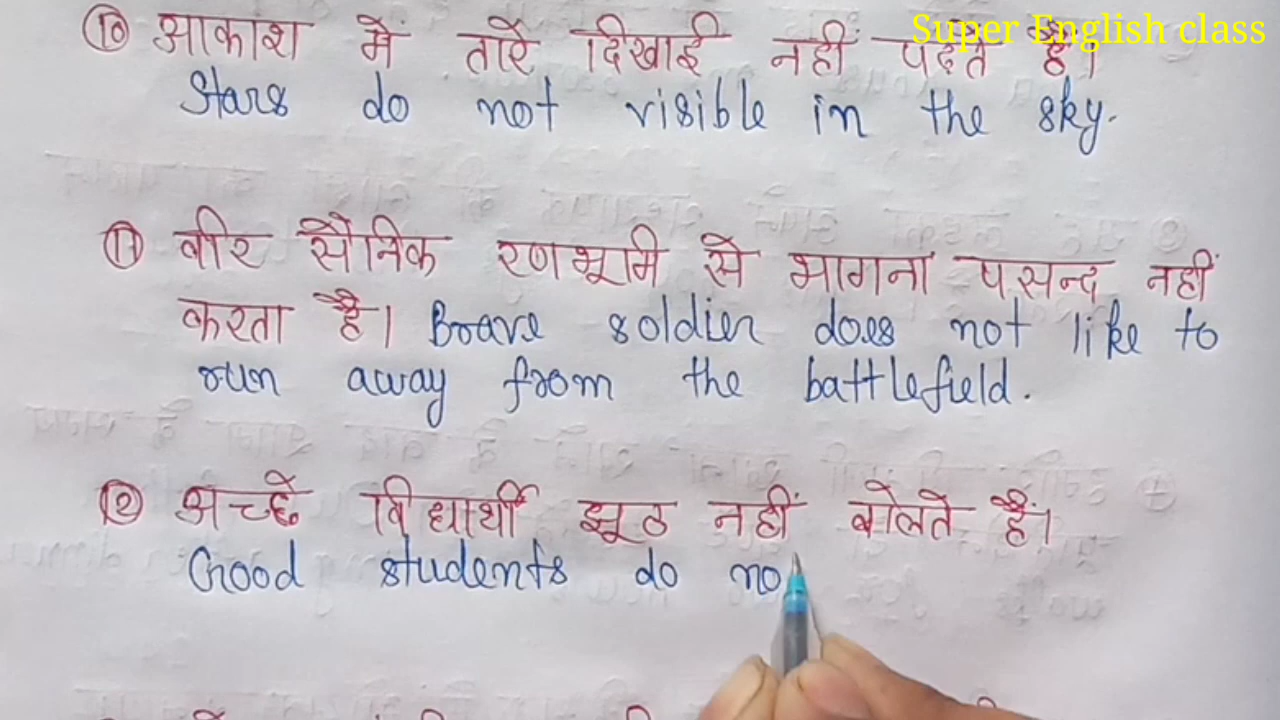 Super English class
⑩ आकाश में तारे दिखाई नहीं पड़ते हैं।
Stars do not visible in the sky.
⑪ वीर सैनिक रणभूमि से भागना पसन्द नहीं
करता है। Brave soldier does not like to
run away from the battlefield.
⑫ अच्छे विद्यार्थी झूठ नहीं बोलते हैं।
Good students do no